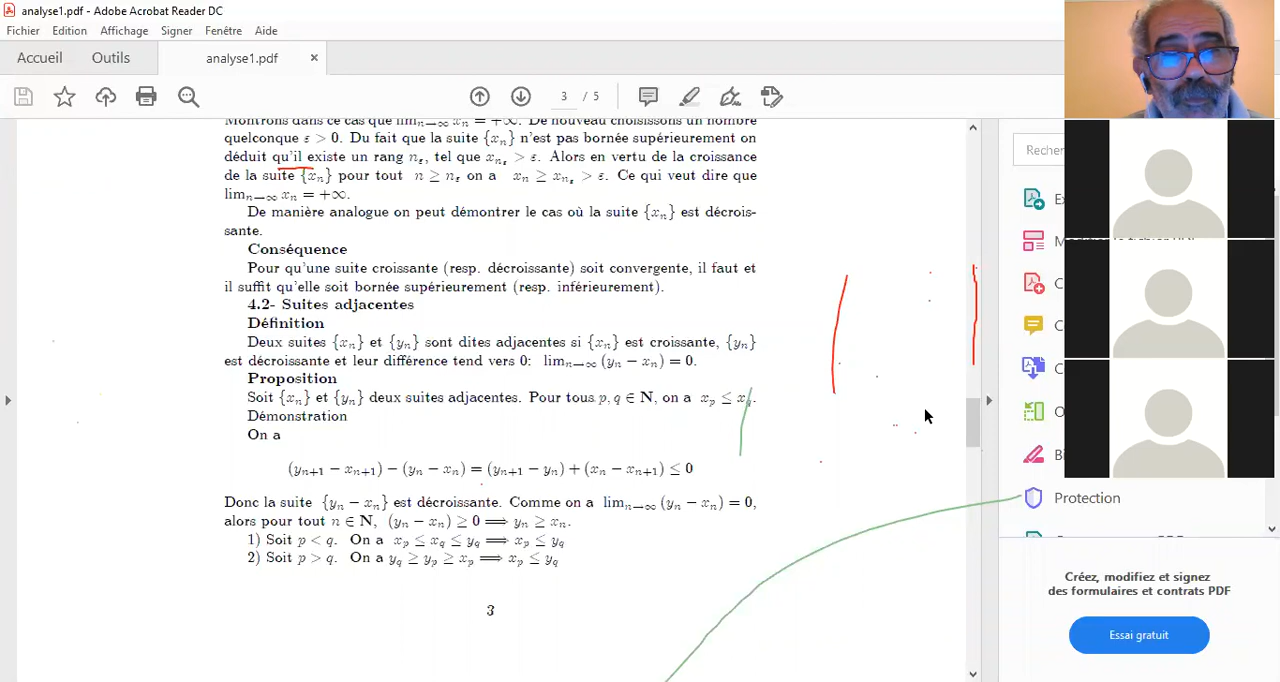 analyse1.pdf - Adobe Acrobat Reader DC
Fichier Edition Affichage Signer Fenêtre Aide
Accueil Outils analyse1.pdf ×
3 / 5
Montrons dans ce cas que lim_{n→∞} x_n = +∞. De nouveau choisissons un nombre
quelconque ε > 0. Du fait que la suite {x_n} n'est pas bornée supérieurement on
déduit qu'il existe un rang n_ε, tel que x_{n_ε} > ε. Alors en vertu de la croissance
de la suite {x_n} pour tout n ≥ n_ε on a x_n ≥ x_{n_ε} > ε. Ce qui veut dire que
lim_{n→∞} x_n = +∞.
De manière analogue on peut démontrer le cas où la suite {x_n} est décrois-
sante.
Conséquence
Pour qu'une suite croissante (resp. décroissante) soit convergente, il faut et
il suffit qu'elle soit bornée supérieurement (resp. inférieurement).
4.2- Suites adjacentes
Définition
Deux suites {x_n} et {y_n} sont dites adjacentes si {x_n} est croissante, {y_n}
est décroissante et leur différence tend vers 0: lim_{n→∞} (y_n − x_n) = 0.
Proposition
Soit {x_n} et {y_n} deux suites adjacentes. Pour tous p, q ∈ N, on a x_p ≤ x_q.
Démonstration
On a
(y_{n+1} − x_{n+1}) − (y_n − x_n) = (y_{n+1} − y_n) + (x_n − x_{n+1}) ≤ 0
Donc la suite {y_n − x_n} est décroissante. Comme on a lim_{n→∞} (y_n − x_n) = 0,
alors pour tout n ∈ N, (y_n − x_n) ≥ 0 ⟹ y_n ≥ x_n.
1) Soit p < q. On a x_p ≤ x_q ≤ y_q ⟹ x_p ≤ y_q
2) Soit p > q. On a y_q ≥ y_p ≥ x_p ⟹ x_p ≤ y_q
3
Recher
Protection
Créez, modifiez et signez
des formulaires et contrats PDF
Essai gratuit